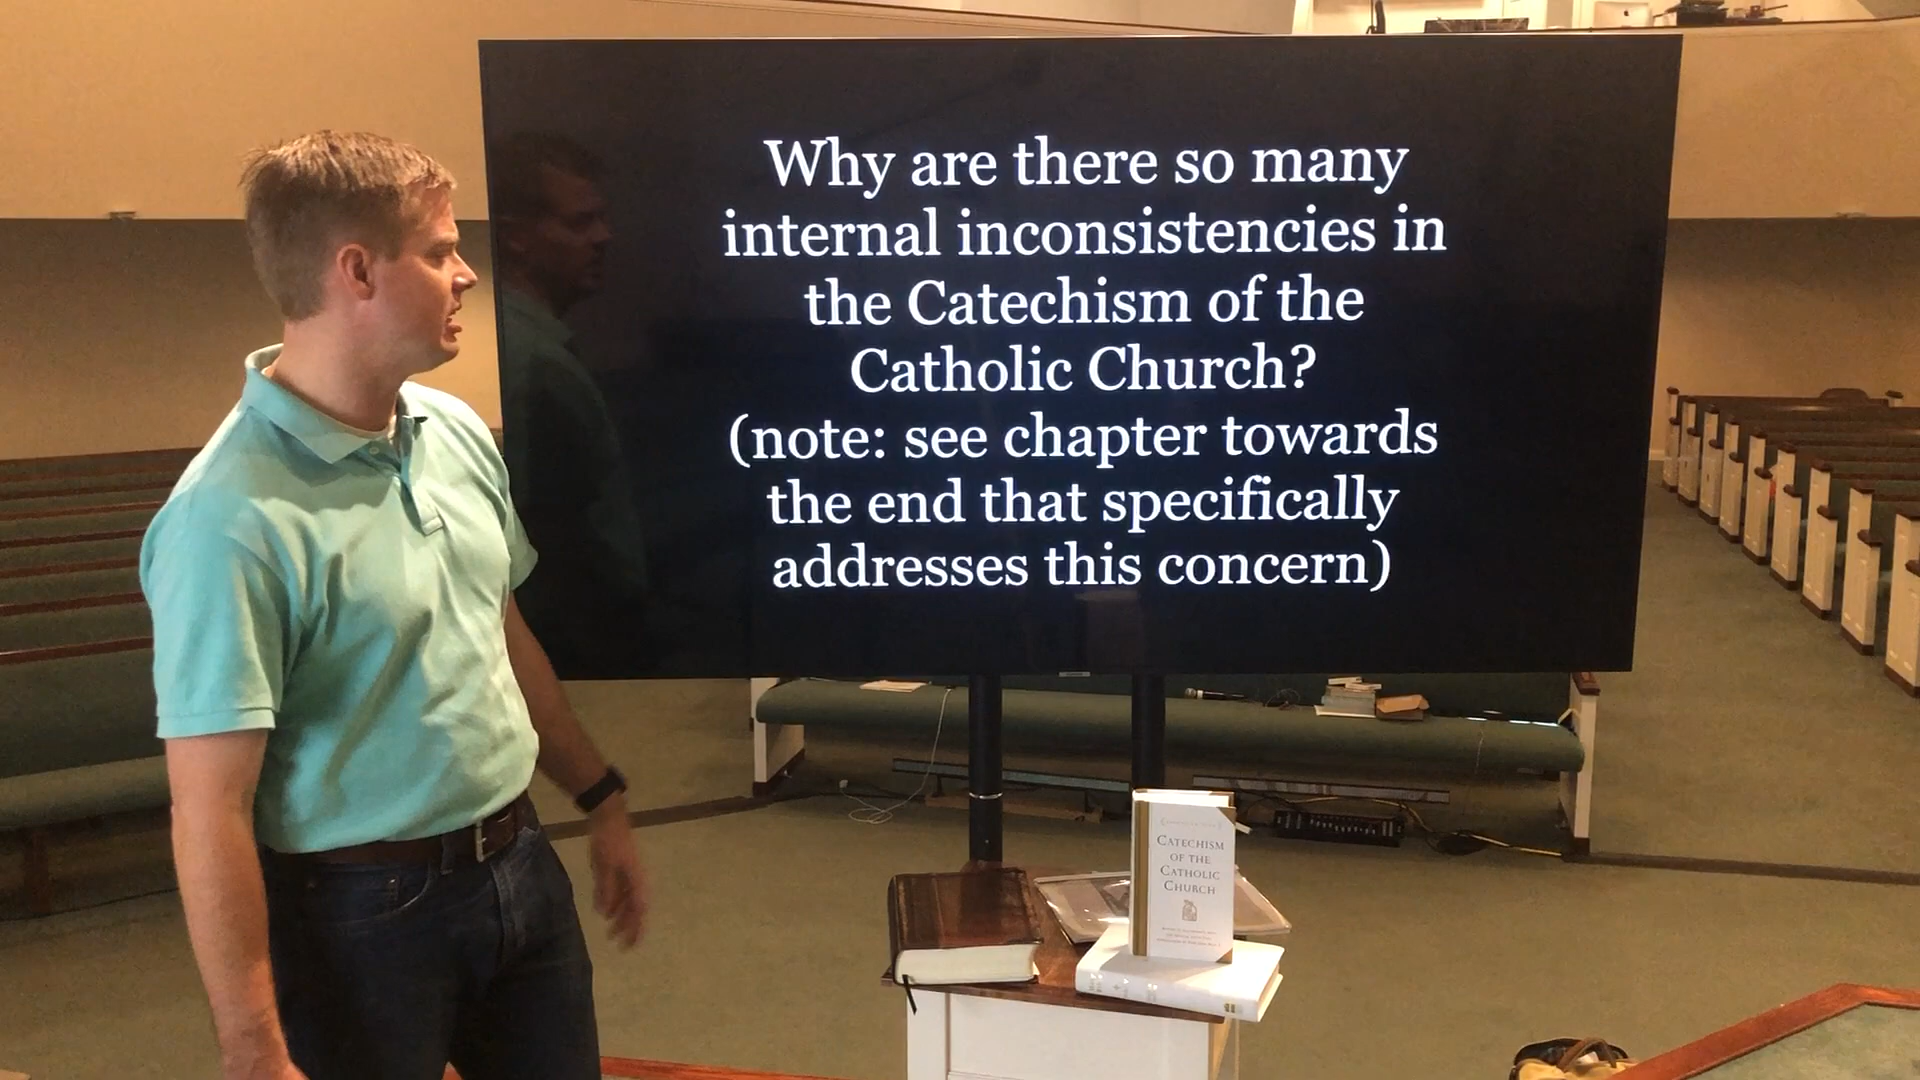 Why are there so many
internal inconsistencies in
the Catechism of the
Catholic Church?
(note: see chapter towards
the end that specifically
addresses this concern)
CATECHISM
OF THE
CATHOLIC
CHURCH